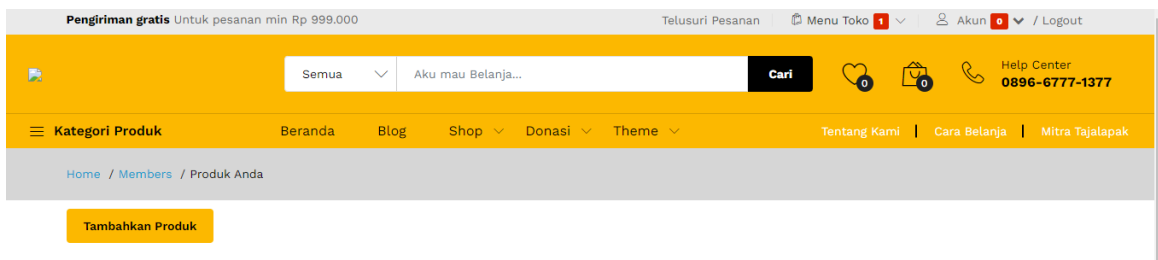 Pengiriman gratis Untuk pesanan min Rp 999.000 Telusuri Pesanan Menu Toko 1 Akun 0 / Logout
Semua Aku mau Belanja... Cari 0 0 Help Center
0896-6777-1377
Kategori Produk Beranda Blog Shop Donasi Theme Tentang Kami Cara Belanja Mitra Tajalapak
Home / Members / Produk Anda
Tambahkan Produk